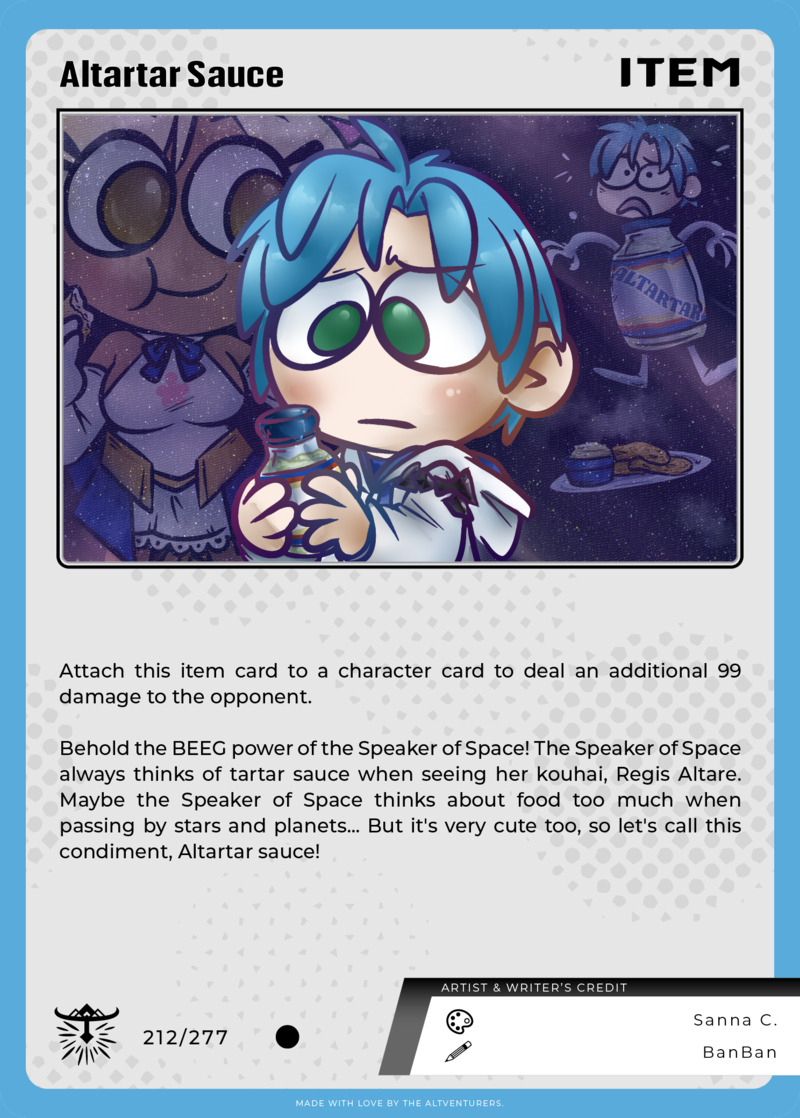 Altartar Sauce
ITEM
ALTARTAR
Attach this item card to a character card to deal an additional 99
damage to the opponent.
Behold the BEEG power of the Speaker of Space! The Speaker of Space
always thinks of tartar sauce when seeing her kouhai, Regis Altare.
Maybe the Speaker of Space thinks about food too much when
passing by stars and planets... But it's very cute too, so let's call this
condiment, Altartar sauce!
ARTIST & WRITER'S CREDIT
Sanna C.
212/277
BanBan
MADE WITH LOVE BY THE ALTVENTURERS.